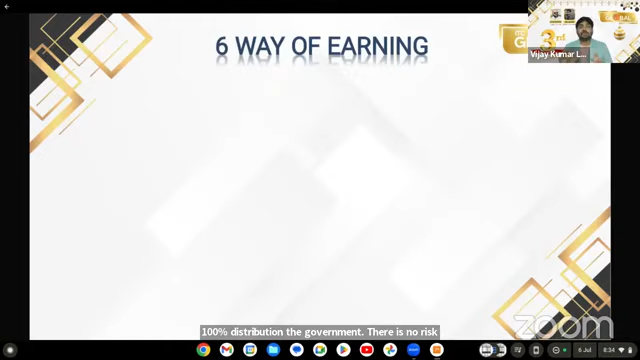 6 WAY OF EARNING
3rd
Vijay Kumar L...
100% distribution the government. There is no risk
zoom
6 Jul
8:34